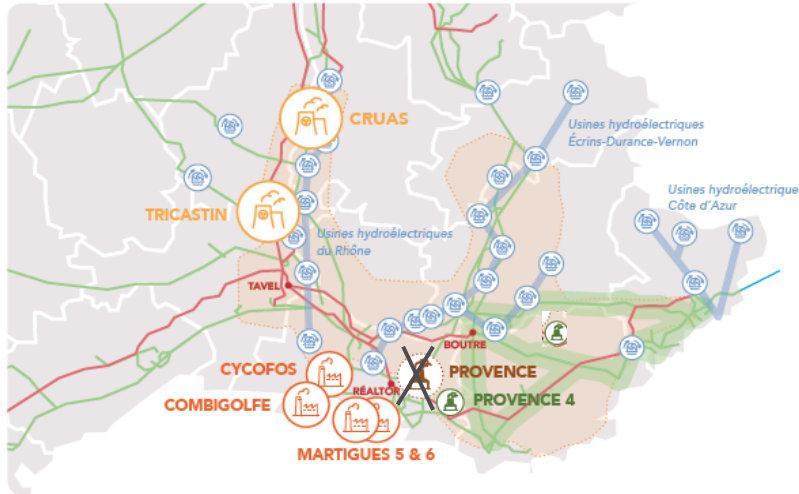 CRUAS
Usines hydroélectriques
Écrins-Durance-Vernon
Usines hydroélectrique
Côte d'Azur
TRICASTIN
Usines hydroélectriques
du Rhône
TAVEL
BOUTRE
CYCOFOS
PROVENCE
RÉALTOR
COMBIGOLFE
PROVENCE 4
MARTIGUES 5 & 6